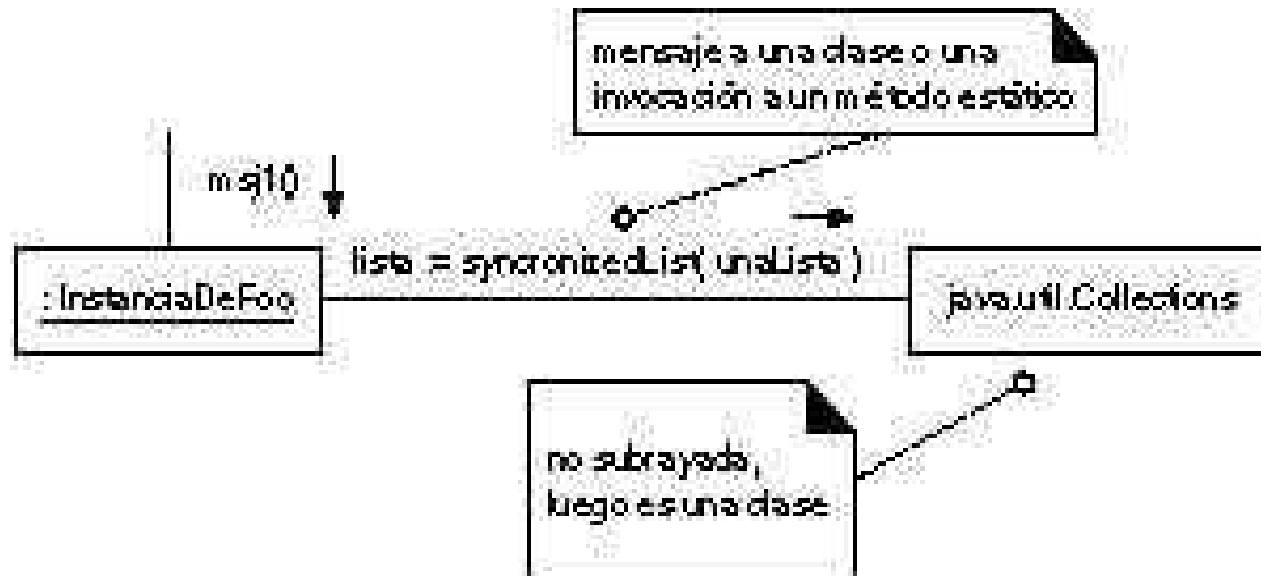 mensaje a una clase o una
invocación a un método estático
msj1()
lista := syncronizedList( unaLista )
: InstanciaDeFoo
java.util.Collections
no subrayada,
luego es una clase